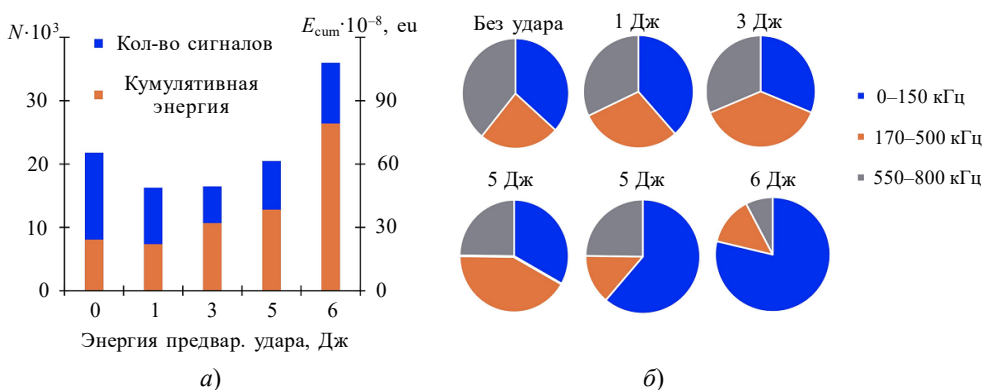 N·10³
E_cum·10⁻⁸, eu
Кол-во сигналов
Кумулятивная
энергия
30
20
10
0
90
60
30
0
0 1 3 5 6
Энергия предвар. удара, Дж
а)
Без удара 1 Дж 3 Дж
5 Дж 5 Дж 6 Дж
0–150 кГц
170–500 кГц
550–800 кГц
б)